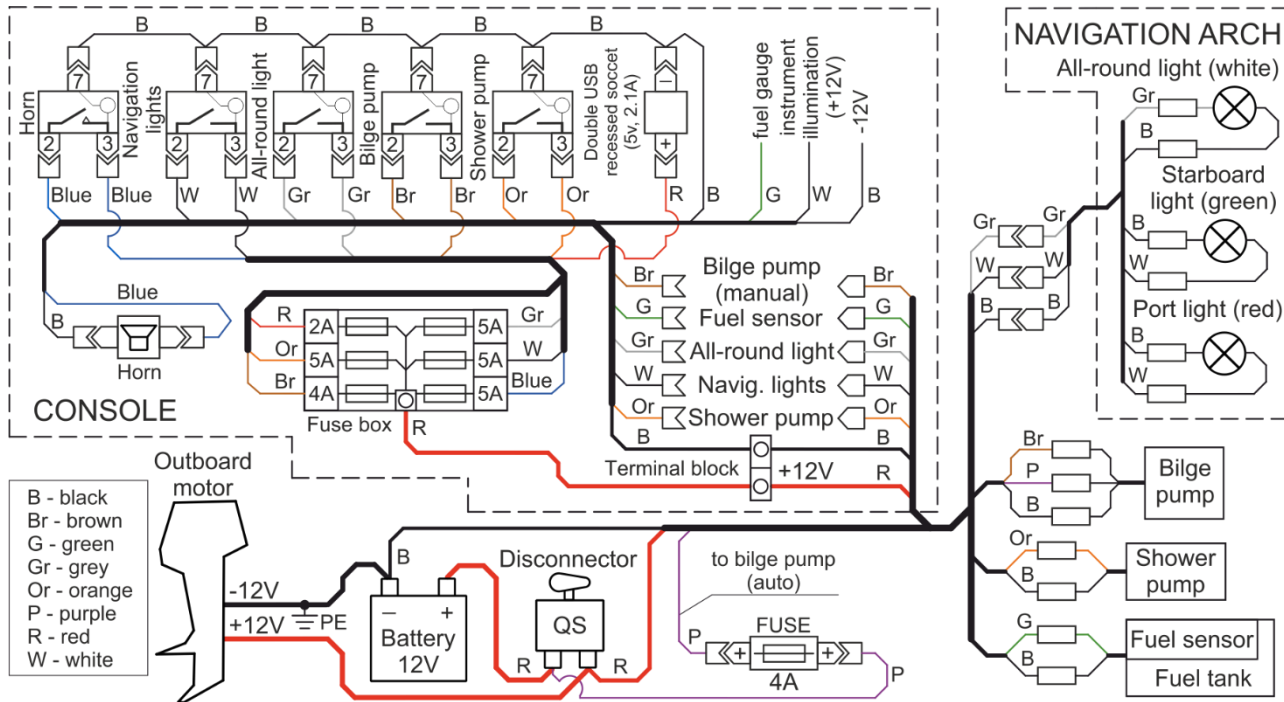 B
B
B
B
B
7
7
7
7
7
−
2
3
2
3
2
3
2
3
2
3
+
Horn
Navigation
lights
All-round light
Bilge pump
Shower pump
Double USB
recessed soccet
(5v, 2.1A)
fuel gauge
instrument
illumination
(+12V)
-12V
Blue
Blue
W
W
Gr
Gr
Br
Br
Or
Or
R
B
G
W
B
Blue
B
Horn
R
2A
5A
Gr
Or
5A
5A
W
Br
4A
5A
Blue
Fuse box
R
CONSOLE
Br
Bilge pump
(manual)
Br
G
Fuel sensor
G
Gr
All-round light
Gr
W
Navig. lights
W
Or
Shower pump
Or
B
B
Terminal block
+12V
R
NAVIGATION ARCH
All-round light (white)
Gr
B
Starboard
light (green)
B
W
Port light (red)
B
W
Gr
Gr
W
W
B
B
Br
P
B
Bilge
pump
Or
B
Shower
pump
G
B
Fuel sensor
Fuel tank
B - black
Br - brown
G - green
Gr - grey
Or - orange
P - purple
R - red
W - white
Outboard
motor
-12V
+12V
PE
B
− +
Battery
12V
Disconnector
QS
R
R
to bilge pump
(auto)
P
FUSE
+
+
4A
P